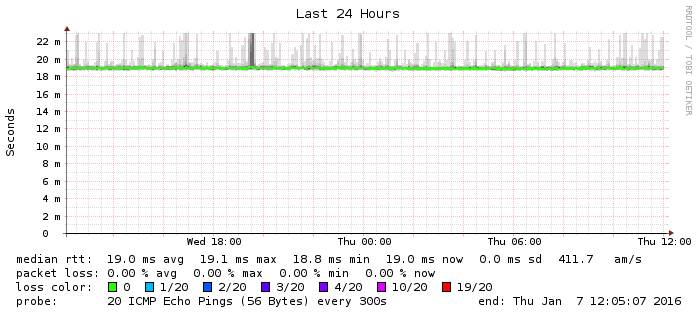 Last 24 Hours
RRDTOOL / TOBI OETIKER
Seconds
22 m
20 m
18 m
16 m
14 m
12 m
10 m
8 m
6 m
4 m
2 m
0
Wed 18:00 Thu 00:00 Thu 06:00 Thu 12:00
median rtt: 19.0 ms avg 19.1 ms max 18.8 ms min 19.0 ms now 0.0 ms sd 411.7 am/s
packet loss: 0.00 % avg 0.00 % max 0.00 % min 0.00 % now
loss color: 0 1/20 2/20 3/20 4/20 10/20 19/20
probe: 20 ICMP Echo Pings (56 Bytes) every 300s end: Thu Jan 7 12:05:07 2016